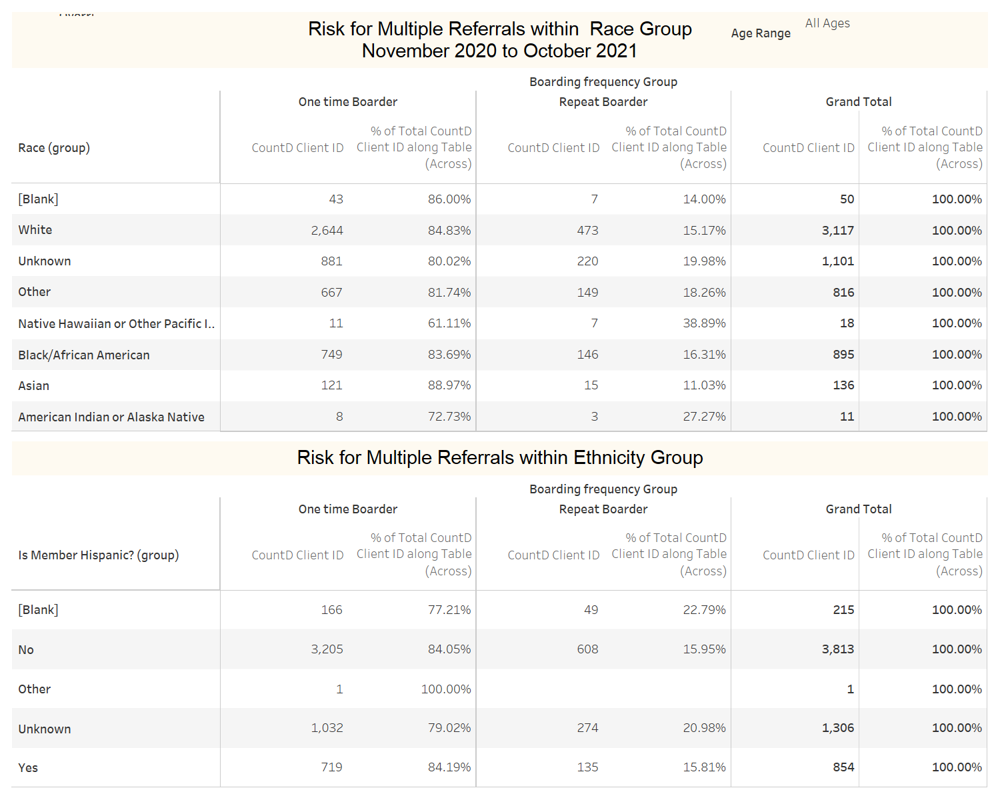 Risk for Multiple Referrals within Race Group
November 2020 to October 2021
Age Range All Ages
Boarding frequency Group
One time Boarder Repeat Boarder Grand Total
Race (group) CountD Client ID % of Total CountD Client ID along Table (Across) CountD Client ID % of Total CountD Client ID along Table (Across) CountD Client ID % of Total CountD Client ID along Table (Across)
[Blank] 43 86.00% 7 14.00% 50 100.00%
White 2,644 84.83% 473 15.17% 3,117 100.00%
Unknown 881 80.02% 220 19.98% 1,101 100.00%
Other 667 81.74% 149 18.26% 816 100.00%
Native Hawaiian or Other Pacific I.. 11 61.11% 7 38.89% 18 100.00%
Black/African American 749 83.69% 146 16.31% 895 100.00%
Asian 121 88.97% 15 11.03% 136 100.00%
American Indian or Alaska Native 8 72.73% 3 27.27% 11 100.00%
Risk for Multiple Referrals within Ethnicity Group
Boarding frequency Group
One time Boarder Repeat Boarder Grand Total
Is Member Hispanic? (group) CountD Client ID % of Total CountD Client ID along Table (Across) CountD Client ID % of Total CountD Client ID along Table (Across) CountD Client ID % of Total CountD Client ID along Table (Across)
[Blank] 166 77.21% 49 22.79% 215 100.00%
No 3,205 84.05% 608 15.95% 3,813 100.00%
Other 1 100.00% 1 100.00%
Unknown 1,032 79.02% 274 20.98% 1,306 100.00%
Yes 719 84.19% 135 15.81% 854 100.00%